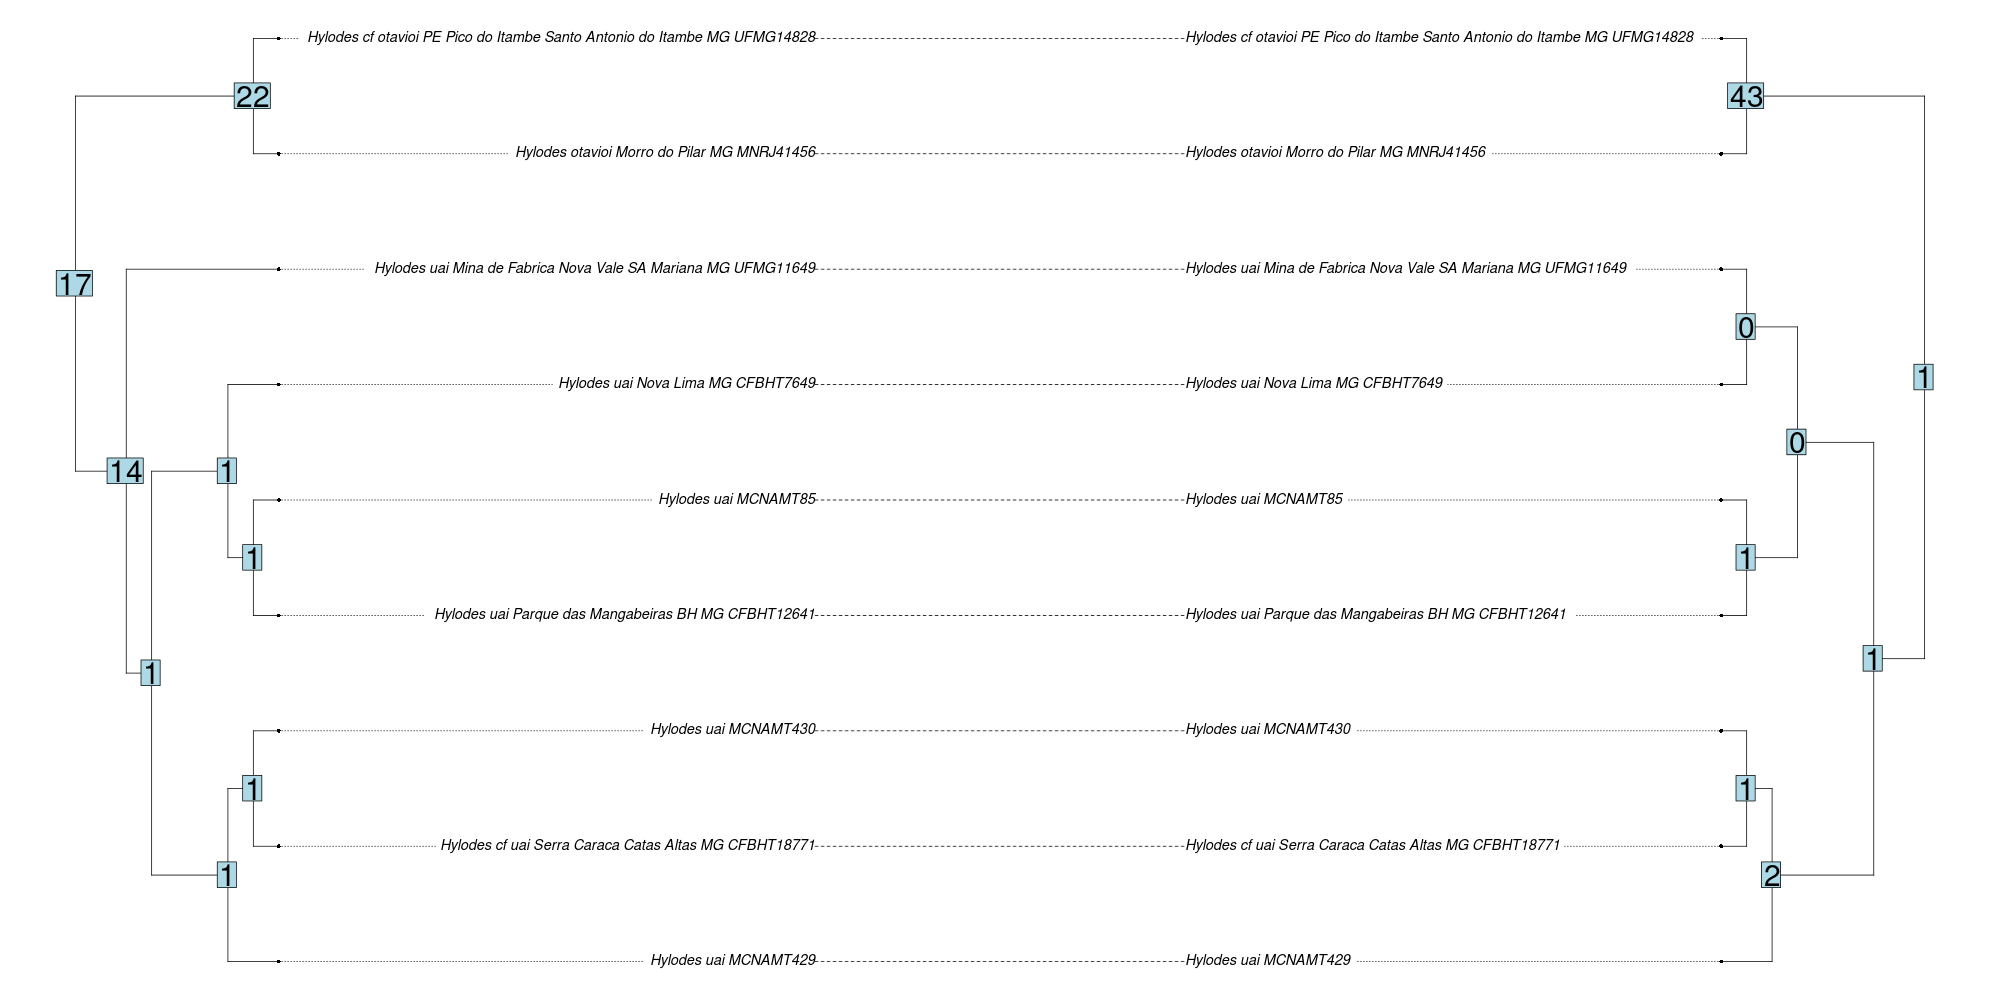 Hylodes cf otavioi PE Pico do Itambe Santo Antonio do Itambe MG UFMG14828 Hylodes cf otavioi PE Pico do Itambe Santo Antonio do Itambe MG UFMG14828
22 43
Hylodes otavioi Morro do Pilar MG MNRJ41456 Hylodes otavioi Morro do Pilar MG MNRJ41456
Hylodes uai Mina de Fabrica Nova Vale SA Mariana MG UFMG11649 Hylodes uai Mina de Fabrica Nova Vale SA Mariana MG UFMG11649
17
0
1
Hylodes uai Nova Lima MG CFBHT7649 Hylodes uai Nova Lima MG CFBHT7649
0
14 1
Hylodes uai MCNAMT85 Hylodes uai MCNAMT85
1 1
Hylodes uai Parque das Mangabeiras BH MG CFBHT12641 Hylodes uai Parque das Mangabeiras BH MG CFBHT12641
1
1
Hylodes uai MCNAMT430 Hylodes uai MCNAMT430
1 1
Hylodes cf uai Serra Caraca Catas Altas MG CFBHT18771 Hylodes cf uai Serra Caraca Catas Altas MG CFBHT18771
1 2
Hylodes uai MCNAMT429 Hylodes uai MCNAMT429